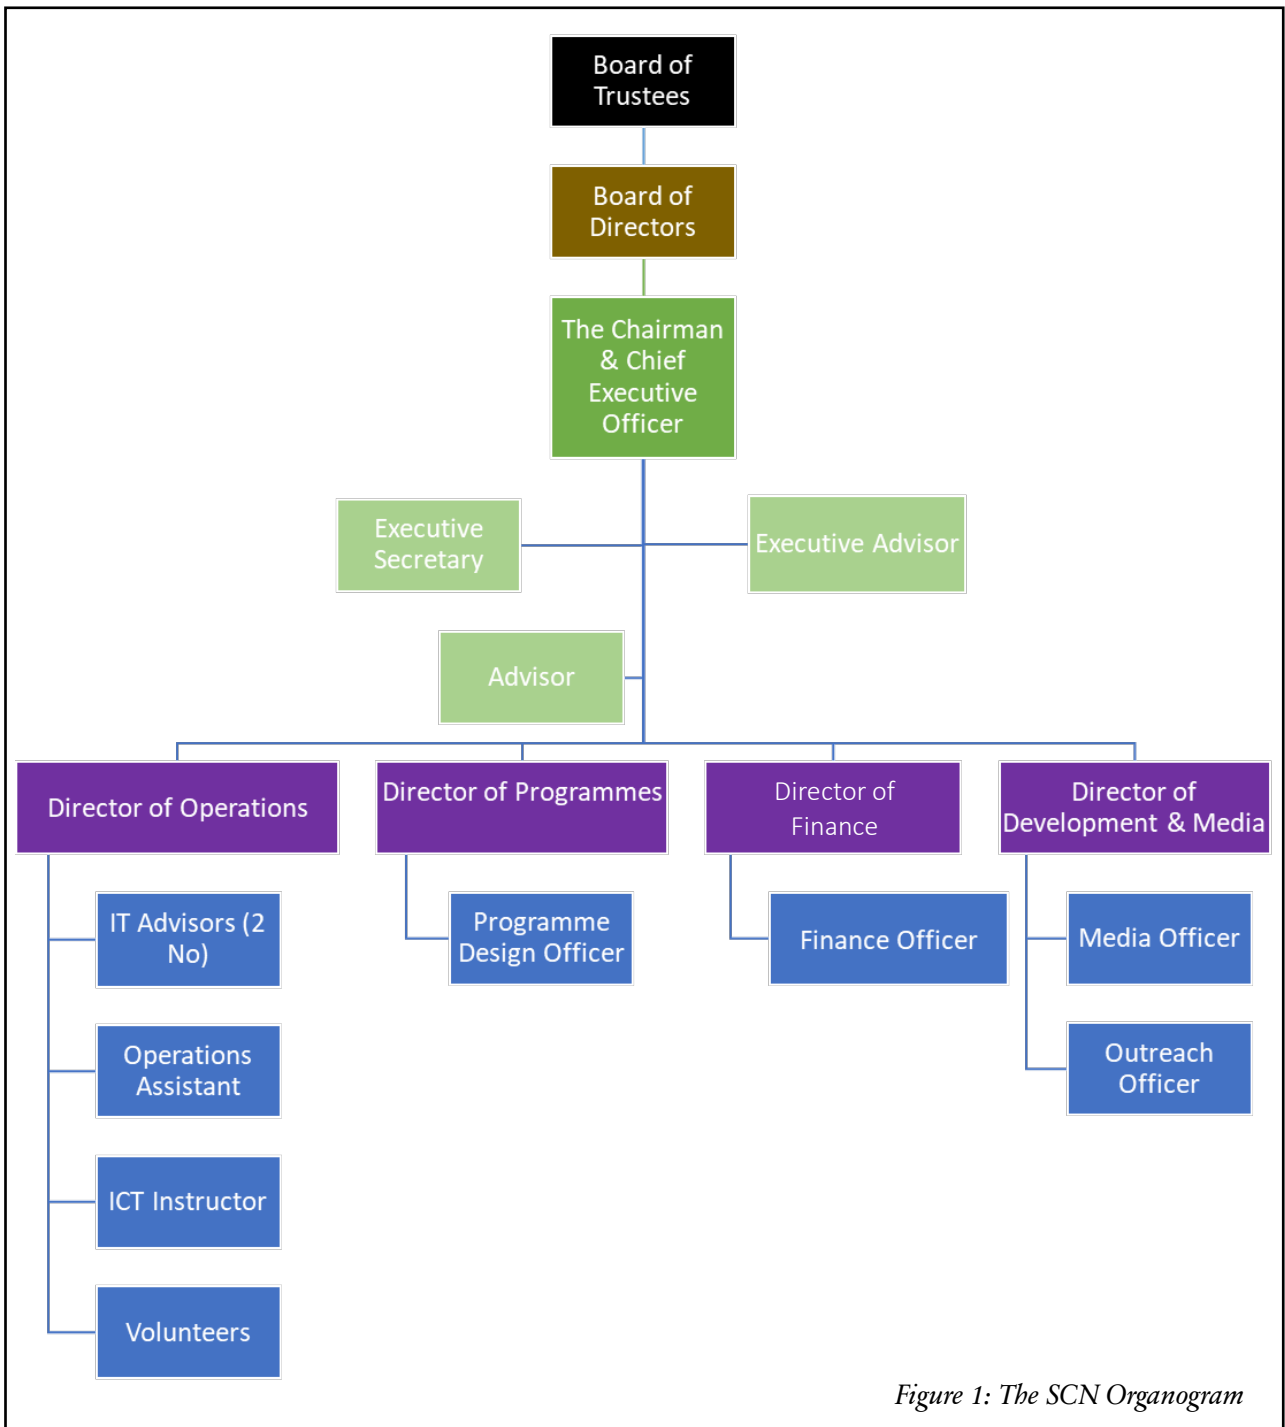 Board of
Trustees
Board of
Directors
The Chairman
& Chief
Executive
Officer
Executive
Secretary
Executive Advisor
Advisor
Director of Operations
Director of Programmes
Director of
Finance
Director of
Development & Media
IT Advisors (2
No)
Programme
Design Officer
Finance Officer
Media Officer
Operations
Assistant
Outreach
Officer
ICT Instructor
Volunteers
Figure 1: The SCN Organogram